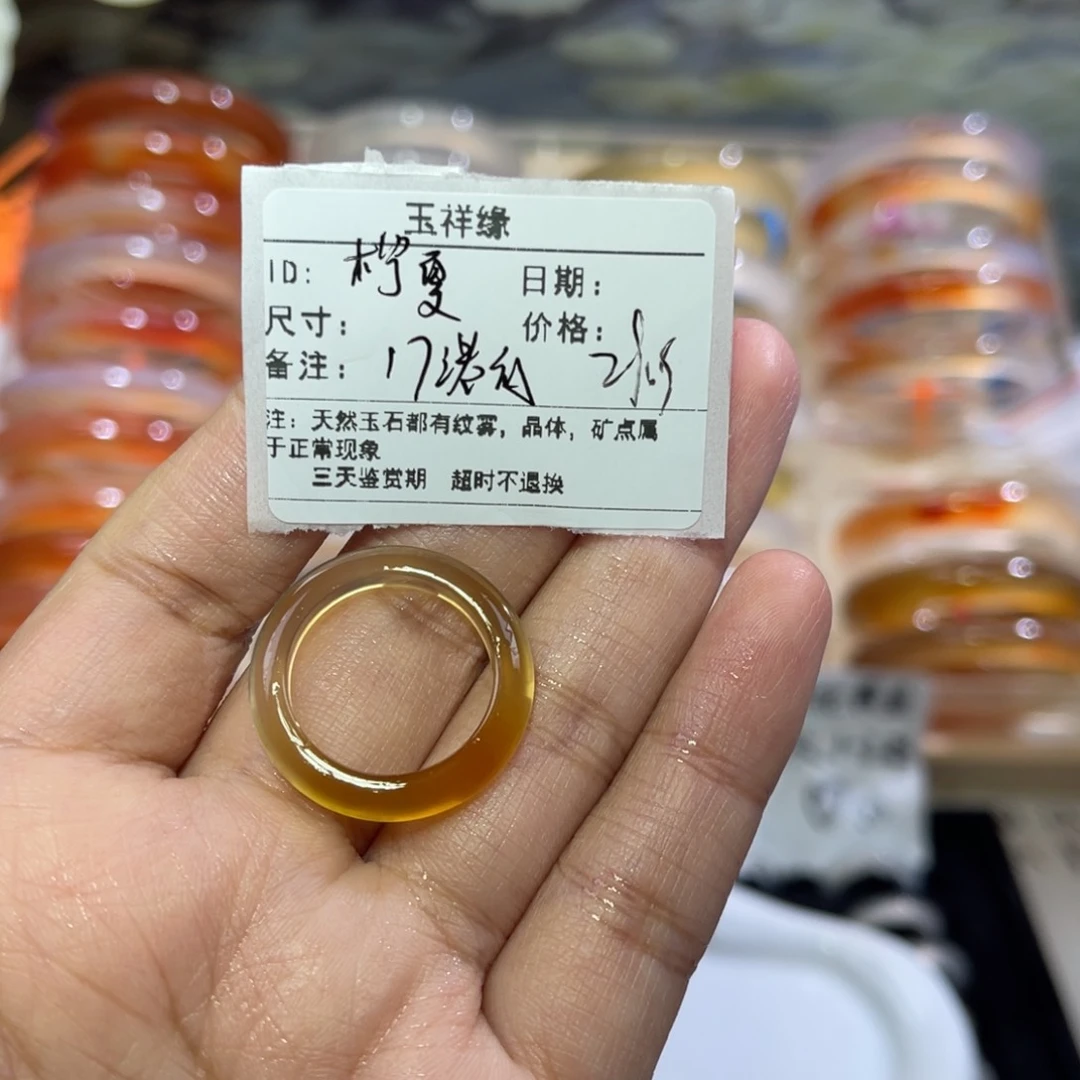 玉祥缘
ID: 柠夏 日期:
尺寸: 价格:
备注: 17港
注: 天然玉石都有纹雾, 晶体, 矿点属
于正常现象
三天鉴赏期 超时不退换